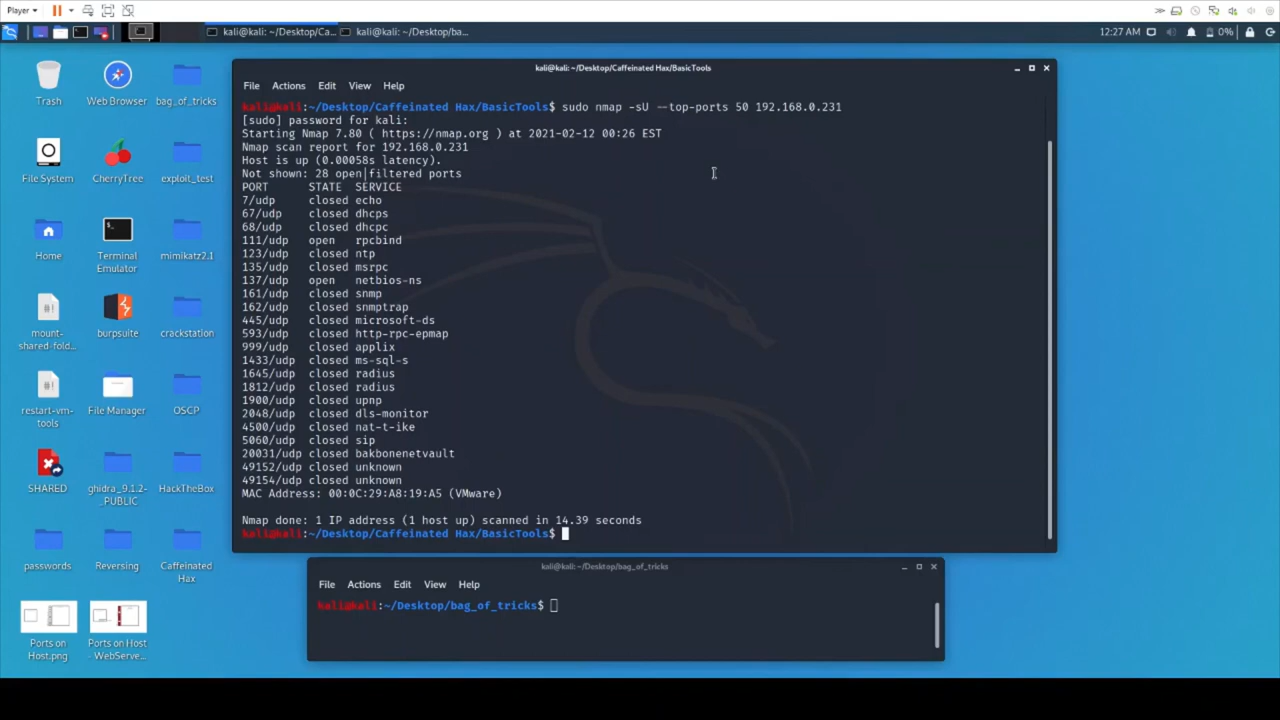 Player
kali@kali: ~/Desktop/Ca...
kali@kali: ~/Desktop/ba...
12:27 AM
0%
Trash
Web Browser
bag_of_tricks
File System
CherryTree
exploit_test
Home
Terminal
Emulator
mimikatz2.1
mount-
shared-fold...
burpsuite
crackstation
restart-vm-
tools
File Manager
OSCP
SHARED
ghidra_9.1.2-
_PUBLIC
HackTheBox
passwords
Reversing
Caffeinated
Hax
Ports on
Host.png
Ports on Host
- WebServe...
kali@kali: ~/Desktop/Caffeinated Hax/BasicTools
File Actions Edit View Help
kali@kali:~/Desktop/Caffeinated Hax/BasicTools$ sudo nmap -sU --top-ports 50 192.168.0.231
[sudo] password for kali:
Starting Nmap 7.80 ( https://nmap.org ) at 2021-02-12 00:26 EST
Nmap scan report for 192.168.0.231
Host is up (0.00058s latency).
Not shown: 28 open|filtered ports
PORT STATE SERVICE
7/udp closed echo
67/udp closed dhcps
68/udp closed dhcpc
111/udp open rpcbind
123/udp closed ntp
135/udp closed msrpc
137/udp open netbios-ns
161/udp closed snmp
162/udp closed snmptrap
445/udp closed microsoft-ds
593/udp closed http-rpc-epmap
999/udp closed applix
1433/udp closed ms-sql-s
1645/udp closed radius
1812/udp closed radius
1900/udp closed upnp
2048/udp closed dls-monitor
4500/udp closed nat-t-ike
5060/udp closed sip
20031/udp closed bakbonenetvault
49152/udp closed unknown
49154/udp closed unknown
MAC Address: 00:0C:29:A8:19:A5 (VMware)
Nmap done: 1 IP address (1 host up) scanned in 14.39 seconds
kali@kali:~/Desktop/Caffeinated Hax/BasicTools$
kali@kali: ~/Desktop/bag_of_tricks
File Actions Edit View Help
kali@kali:~/Desktop/bag_of_tricks$